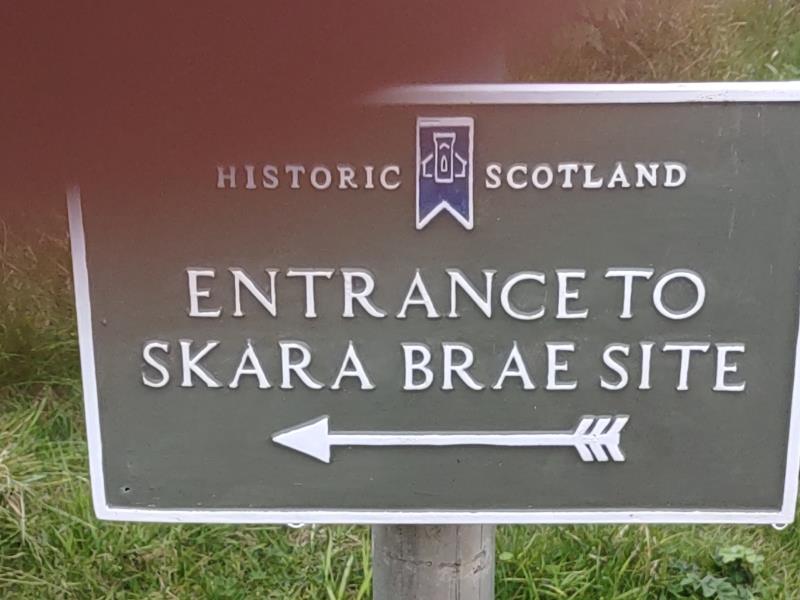 HISTORIC SCOTLAND
ENTRANCE TO
SKARA BRAE SITE